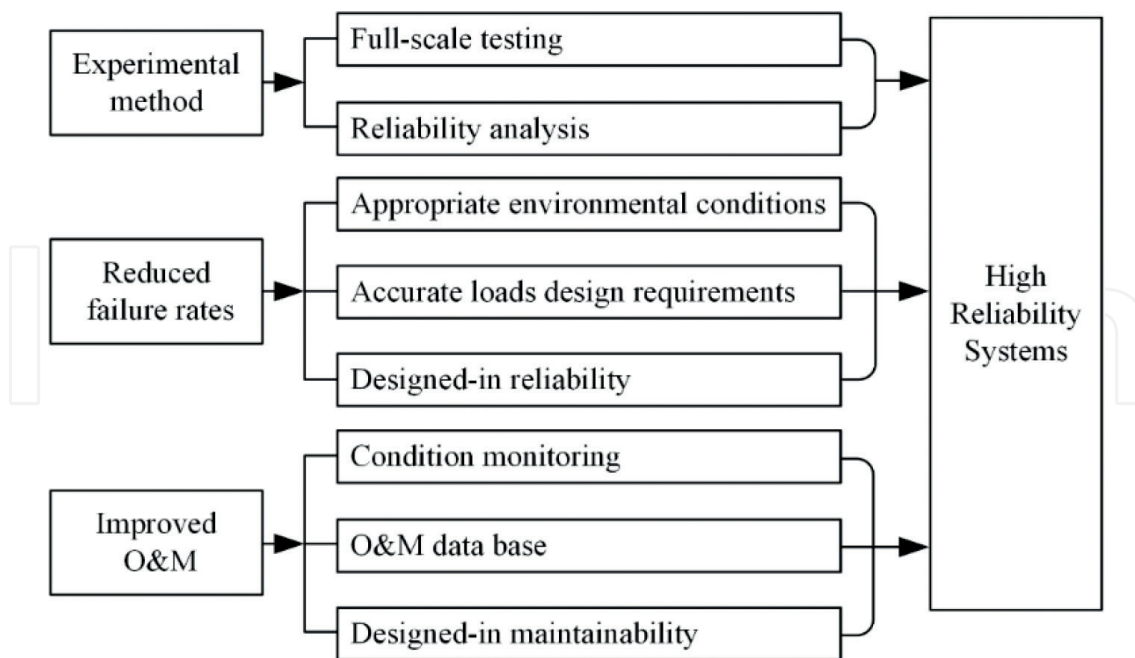 Experimental
method
Full-scale testing
Reliability analysis
Reduced
failure rates
Appropriate environmental conditions
Accurate loads design requirements
Designed-in reliability
Improved
O&M
Condition monitoring
O&M data base
Designed-in maintainability
High
Reliability
Systems